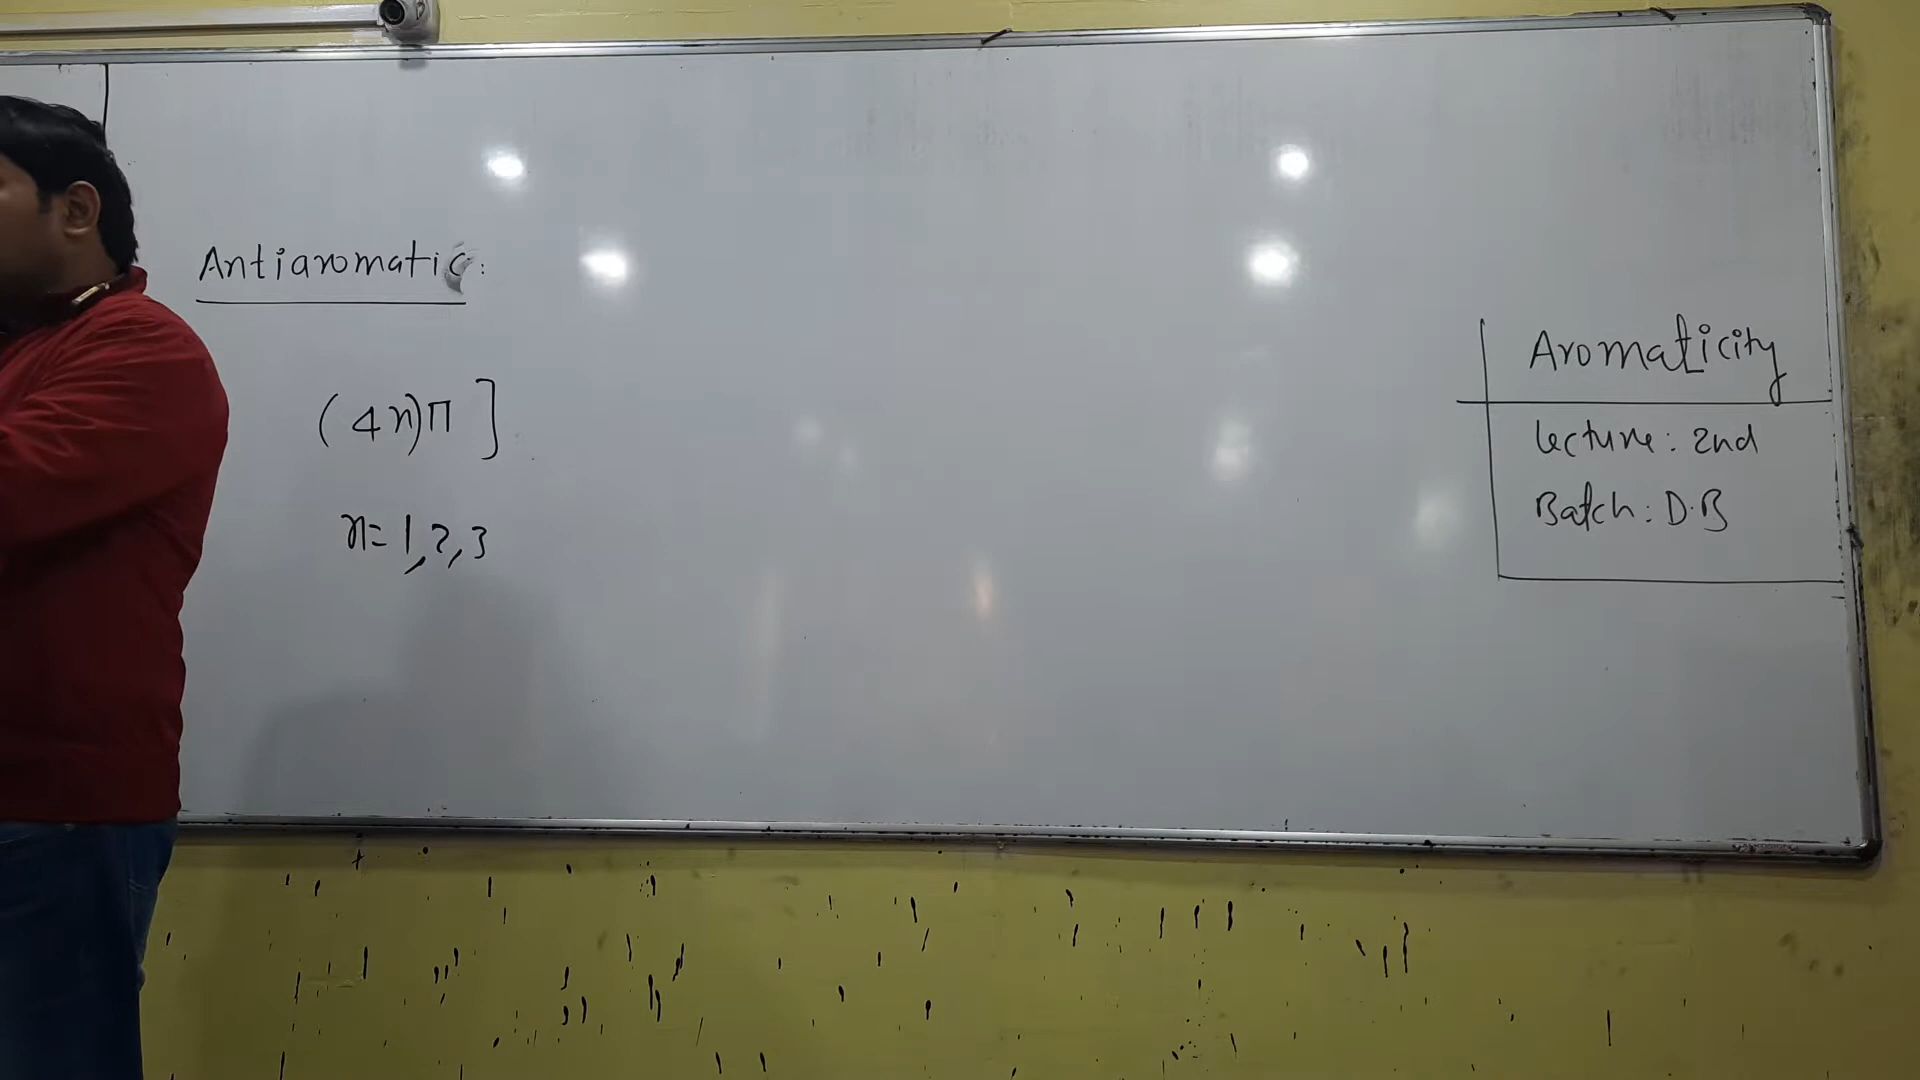 Antiaromatic:
(4n)π]
n=1,2,3
Aromaticity
Lecture: 2nd
Batch: D.B